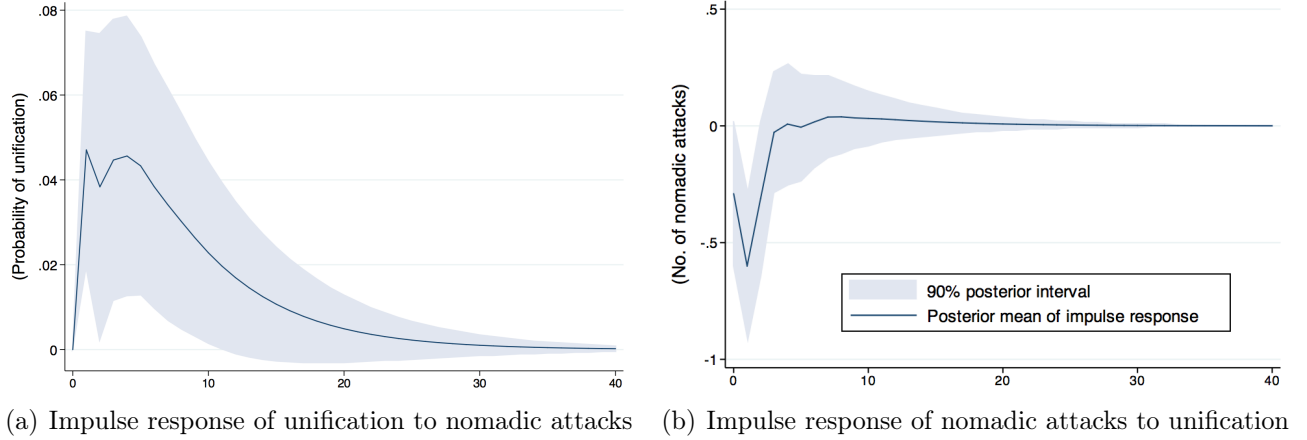 .08
.06
.04
.02
0
(Probability of unification)
0 10 20 30 40
(a) Impulse response of unification to nomadic attacks
.5
0
-.5
-1
(No. of nomadic attacks)
90% posterior interval
Posterior mean of impulse response
0 10 20 30 40
(b) Impulse response of nomadic attacks to unification